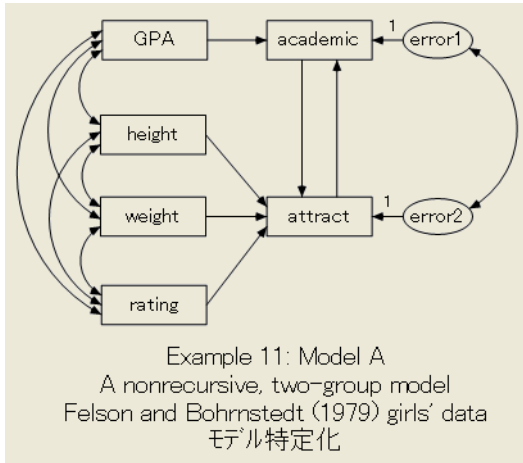 GPA
academic
1
error1
height
weight
attract
1
error2
rating
Example 11: Model A
A nonrecursive, two-group model
Felson and Bohrnstedt (1979) girls' data
モデル特定化